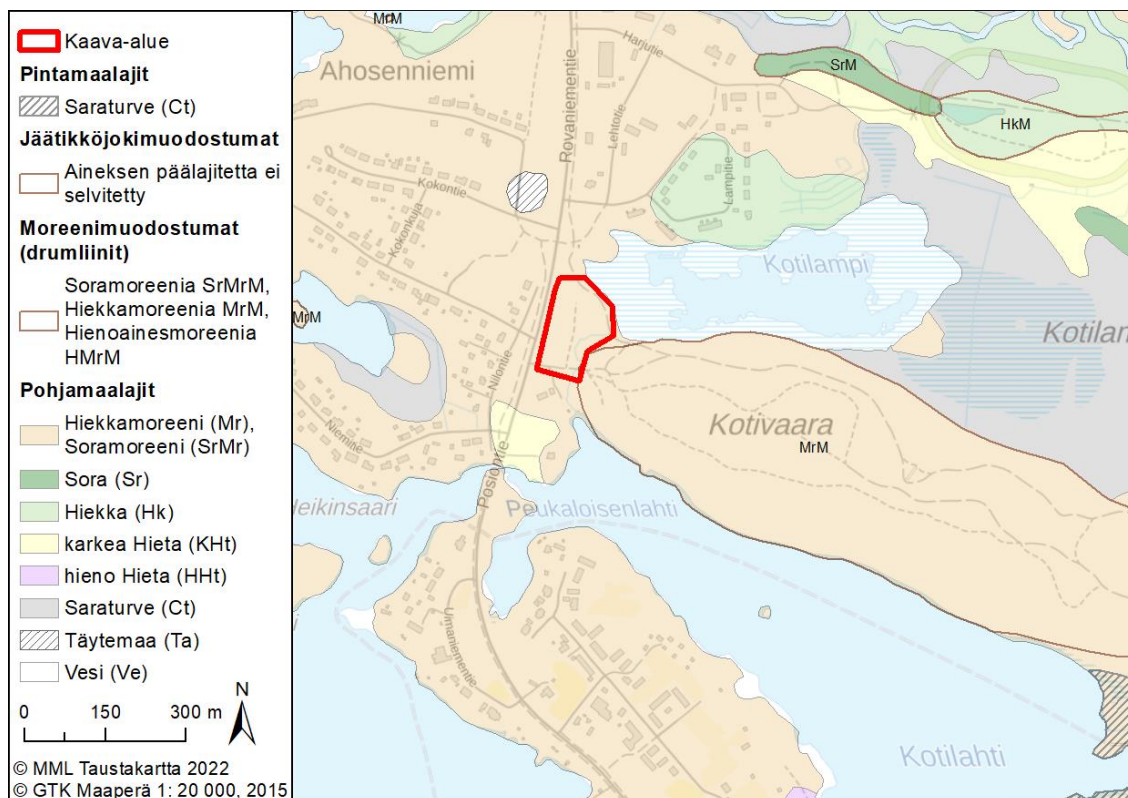 Kaava-alue
Pintamaalajit
Saraturve (Ct)
Jäätikköjokimuodostumat
Aineksen päälajitetta ei
selvitetty
Moreenimuodostumat
(drumliinit)
Soramoreenia SrMrM,
Hiekkamoreenia MrM,
Hienoainesmoreenia
HMrM
Pohjamaalajit
Hiekkamoreeni (Mr),
Soramoreeni (SrMr)
Sora (Sr)
Hiekka (Hk)
karkea Hieta (KHt)
hieno Hieta (HHt)
Saraturve (Ct)
Täytemaa (Ta)
Vesi (Ve)
0 150 300 m
N
© MML Taustakartta 2022
© GTK Maaperä 1: 20 000, 2015
MrM
Ahosenniemi
Rovaniementie
Harjutie
SrM
HkM
Lehtotie
Lampitie
Kokontie
Kokonkuja
Kotilampi
MrM
Kotilam
Nilontie
Niemitie
Kotivaara
MrM
Posiontie
Heikinsaari
Peukaloisenlahti
Uimaniementie
Kotilahti